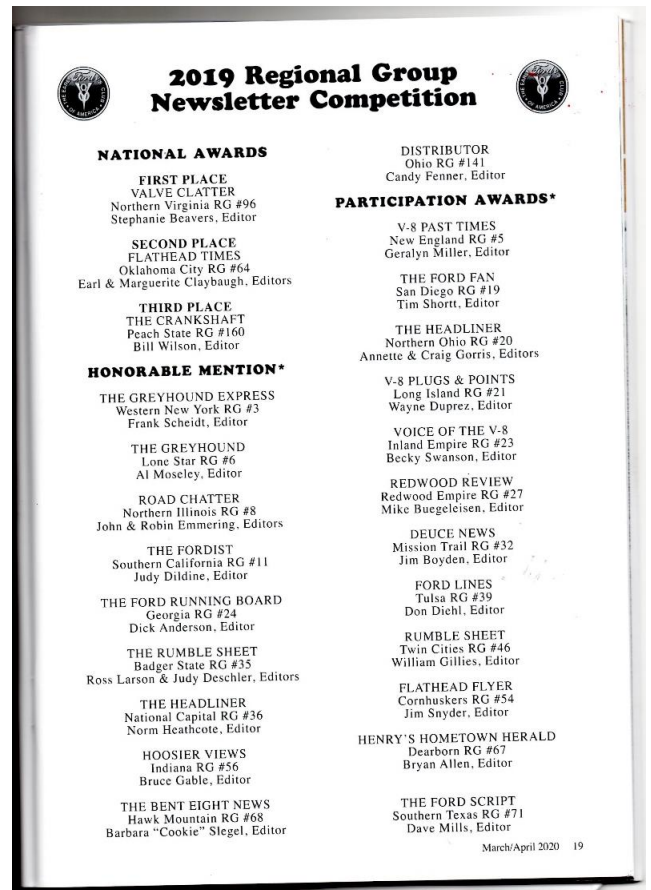 2019 Regional Group
Newsletter Competition
NATIONAL AWARDS
FIRST PLACE
VALVE CLATTER
Northern Virginia RG #96
Stephanie Beavers, Editor
SECOND PLACE
FLATHEAD TIMES
Oklahoma City RG #64
Earl & Marguerite Claybaugh, Editors
THIRD PLACE
THE CRANKSHAFT
Peach State RG #160
Bill Wilson, Editor
HONORABLE MENTION*
THE GREYHOUND EXPRESS
Western New York RG #3
Frank Scheidt, Editor
THE GREYHOUND
Lone Star RG #6
Al Moseley, Editor
ROAD CHATTER
Northern Illinois RG #8
John & Robin Emmering, Editors
THE FORDIST
Southern California RG #11
Judy Dildine, Editor
THE FORD RUNNING BOARD
Georgia RG #24
Dick Anderson, Editor
THE RUMBLE SHEET
Badger State RG #35
Ross Larson & Judy Deschler, Editors
THE HEADLINER
National Capital RG #36
Norm Heathcote, Editor
HOOSIER VIEWS
Indiana RG #56
Bruce Gable, Editor
THE BENT EIGHT NEWS
Hawk Mountain RG #68
Barbara "Cookie" Slegel, Editor
DISTRIBUTOR
Ohio RG #141
Candy Fenner, Editor
PARTICIPATION AWARDS*
V-8 PAST TIMES
New England RG #5
Geralyn Miller, Editor
THE FORD FAN
San Diego RG #19
Tim Shortt, Editor
THE HEADLINER
Northern Ohio RG #20
Annette & Craig Gorris, Editors
V-8 PLUGS & POINTS
Long Island RG #21
Wayne Duprez, Editor
VOICE OF THE V-8
Inland Empire RG #23
Becky Swanson, Editor
REDWOOD REVIEW
Redwood Empire RG #27
Mike Buegeleisen, Editor
DEUCE NEWS
Mission Trail RG #32
Jim Boyden, Editor
FORD LINES
Tulsa RG #39
Don Diehl, Editor
RUMBLE SHEET
Twin Cities RG #46
William Gillies, Editor
FLATHEAD FLYER
Cornhuskers RG #54
Jim Snyder, Editor
HENRY'S HOMETOWN HERALD
Dearborn RG #67
Bryan Allen, Editor
THE FORD SCRIPT
Southern Texas RG #71
Dave Mills, Editor
March/April 2020 19